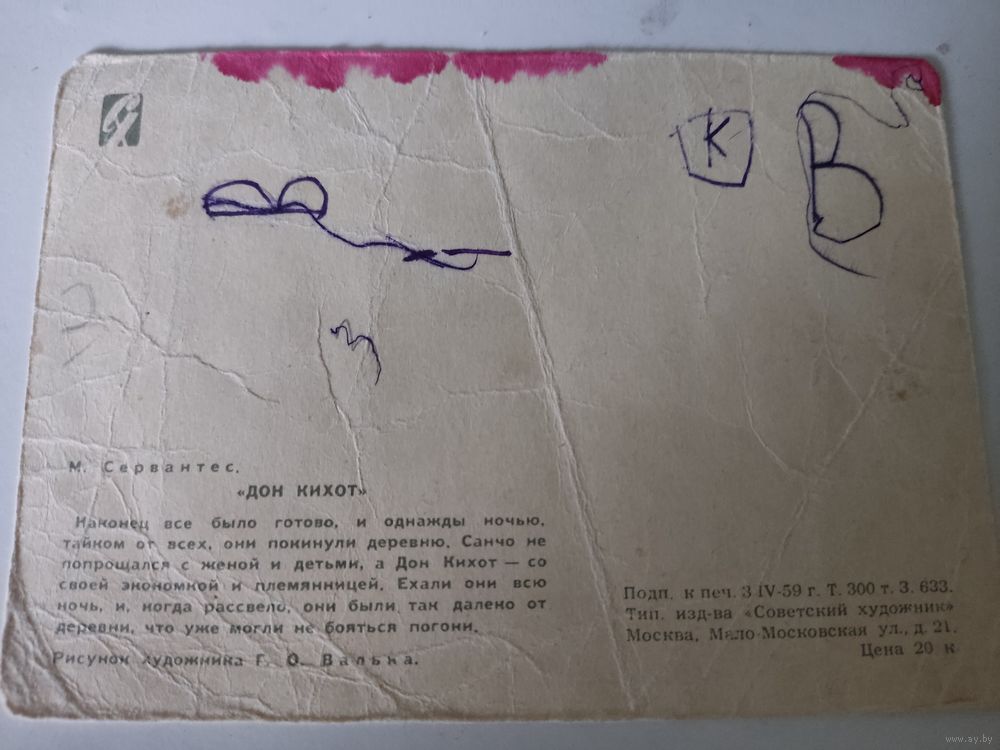 К
В
М. Сервантес.
«ДОН КИХОТ»
Наконец все было готово, и однажды ночью,
тайком от всех, они покинули деревню. Санчо не
попрощался с женой и детьми, а Дон Кихот — со
своей экономкой и племянницей. Ехали они всю
ночь, и, когда рассвело, они были так далеко от
деревни, что уже могли не бояться погони.
Рисунок художника Г. О. Валька.
Подп. к печ. 3 IV-59 г. Т. 300 т. З. 633.
Тип. изд-ва «Советский художник»
Москва, Мало-Московская ул., д. 21.
Цена 20 к
www.ay.by